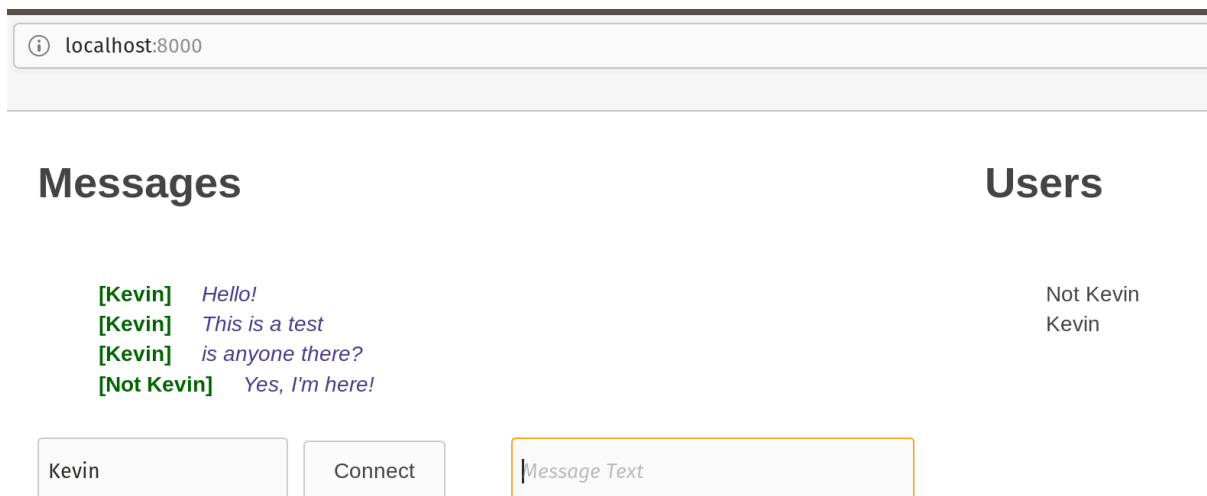 localhost:8000
Messages
Users
[Kevin] Hello!
[Kevin] This is a test
[Kevin] is anyone there?
[Not Kevin] Yes, I'm here!
Not Kevin
Kevin
Kevin
Connect
Message Text